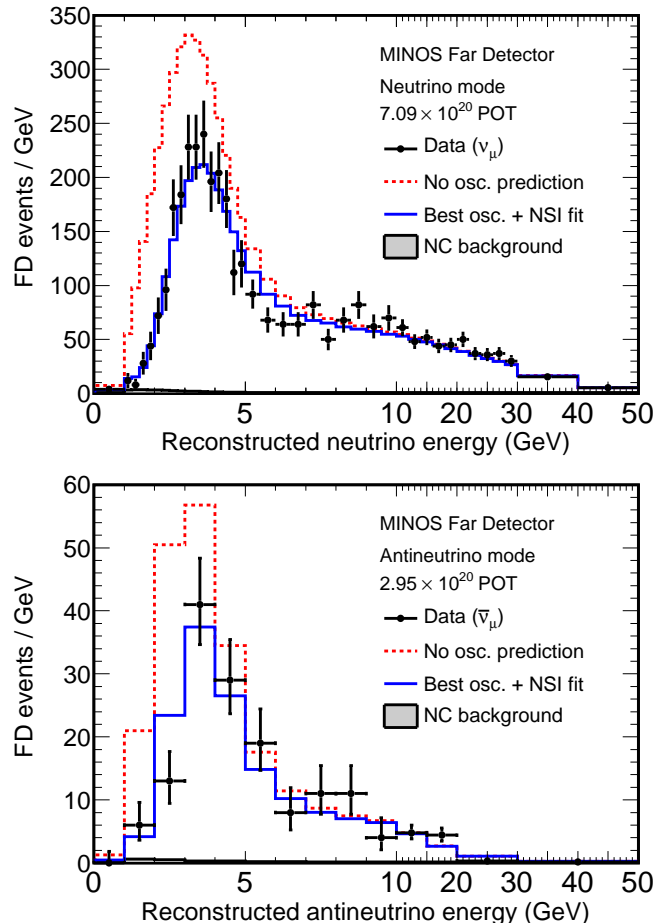 350
300
250
200
150
100
50
0
FD events / GeV
MINOS Far Detector
Neutrino mode
7.09 × 10²⁰ POT
Data (νμ)
No osc. prediction
Best osc. + NSI fit
NC background
0 5 10 20 30 40 50
Reconstructed neutrino energy (GeV)
60
50
40
30
20
10
0
FD events / GeV
MINOS Far Detector
Antineutrino mode
2.95 × 10²⁰ POT
Data (ν̅μ)
No osc. prediction
Best osc. + NSI fit
NC background
0 5 10 20 30 40 50
Reconstructed antineutrino energy (GeV)